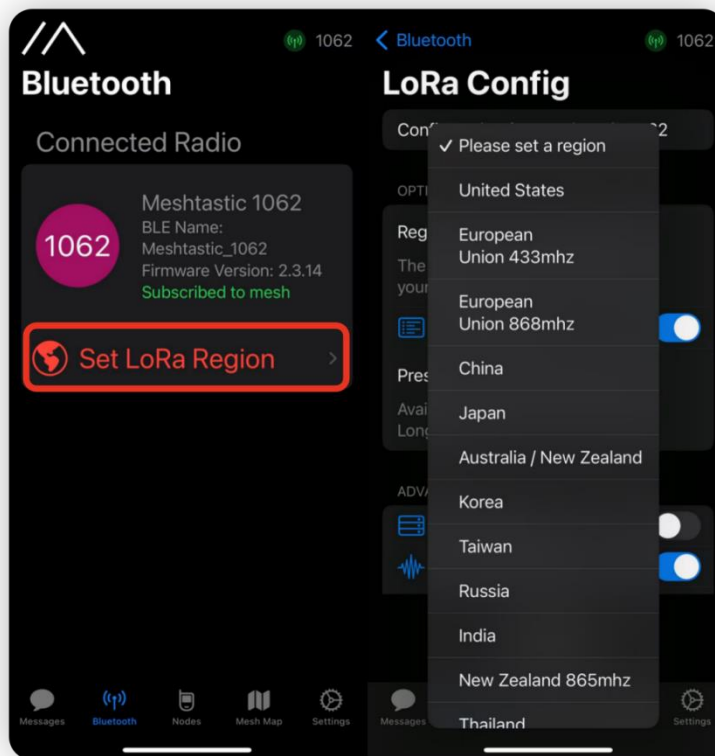 1062
Bluetooth
Connected Radio
1062
Meshtastic 1062
BLE Name:
Meshtastic_1062
Firmware Version: 2.3.14
Subscribed to mesh
Set LoRa Region
Messages
Bluetooth
Nodes
Mesh Map
Settings
Bluetooth
1062
LoRa Config
Please set a region
United States
European
Union 433mhz
European
Union 868mhz
China
Japan
Australia / New Zealand
Korea
Taiwan
Russia
India
New Zealand 865mhz
Thailand
The
Messages
Settings